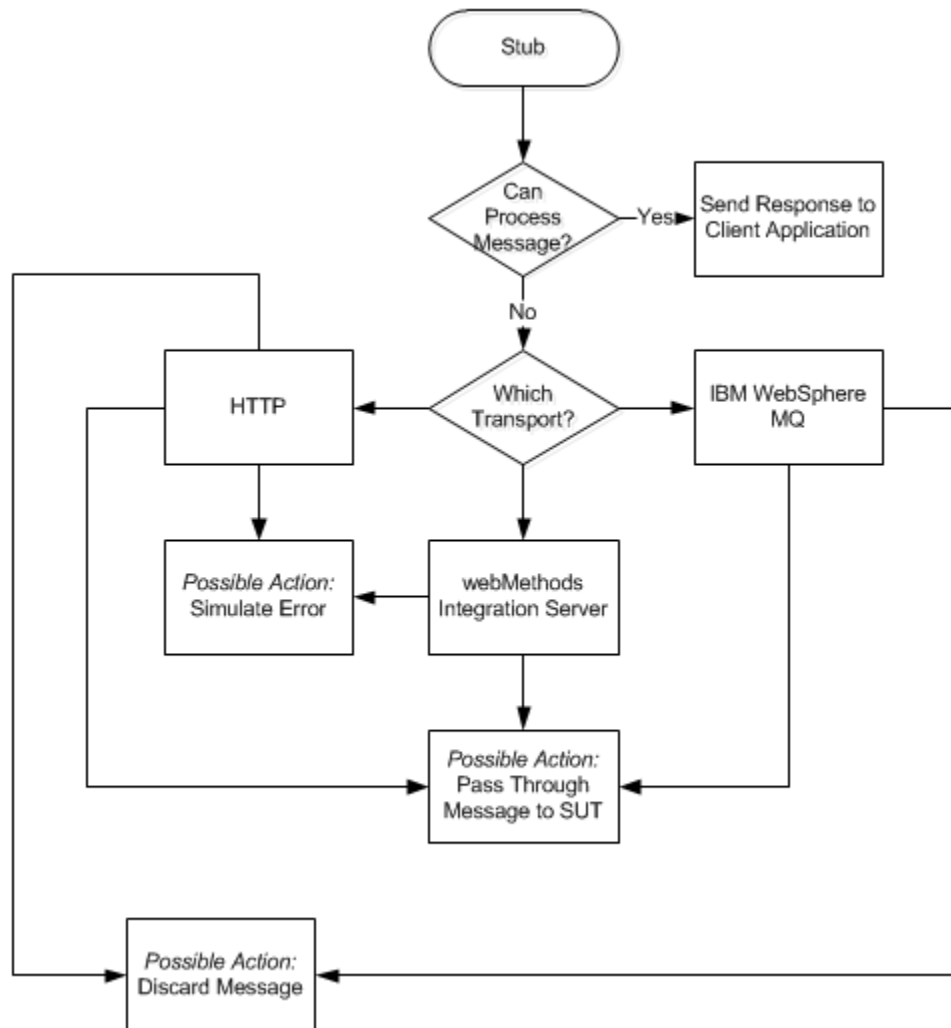 Stub
Can
Process
Message?
Yes
Send Response to
Client Application
No
HTTP
Which
Transport?
IBM WebSphere
MQ
Possible Action:
Simulate Error
webMethods
Integration Server
Possible Action:
Pass Through
Message to SUT
Possible Action:
Discard Message